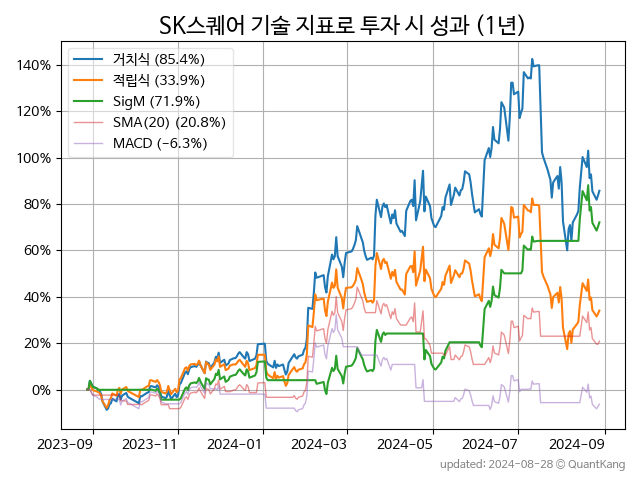 SK스퀘어 기술 지표로 투자 시 성과 (1년)
거치식 (85.4%)
적립식 (33.9%)
SigM (71.9%)
SMA(20) (20.8%)
MACD (−6.3%)
140%
120%
100%
80%
60%
40%
20%
0%
2023-09 2023-11 2024-01 2024-03 2024-05 2024-07 2024-09
updated: 2024-08-28 © QuantKang